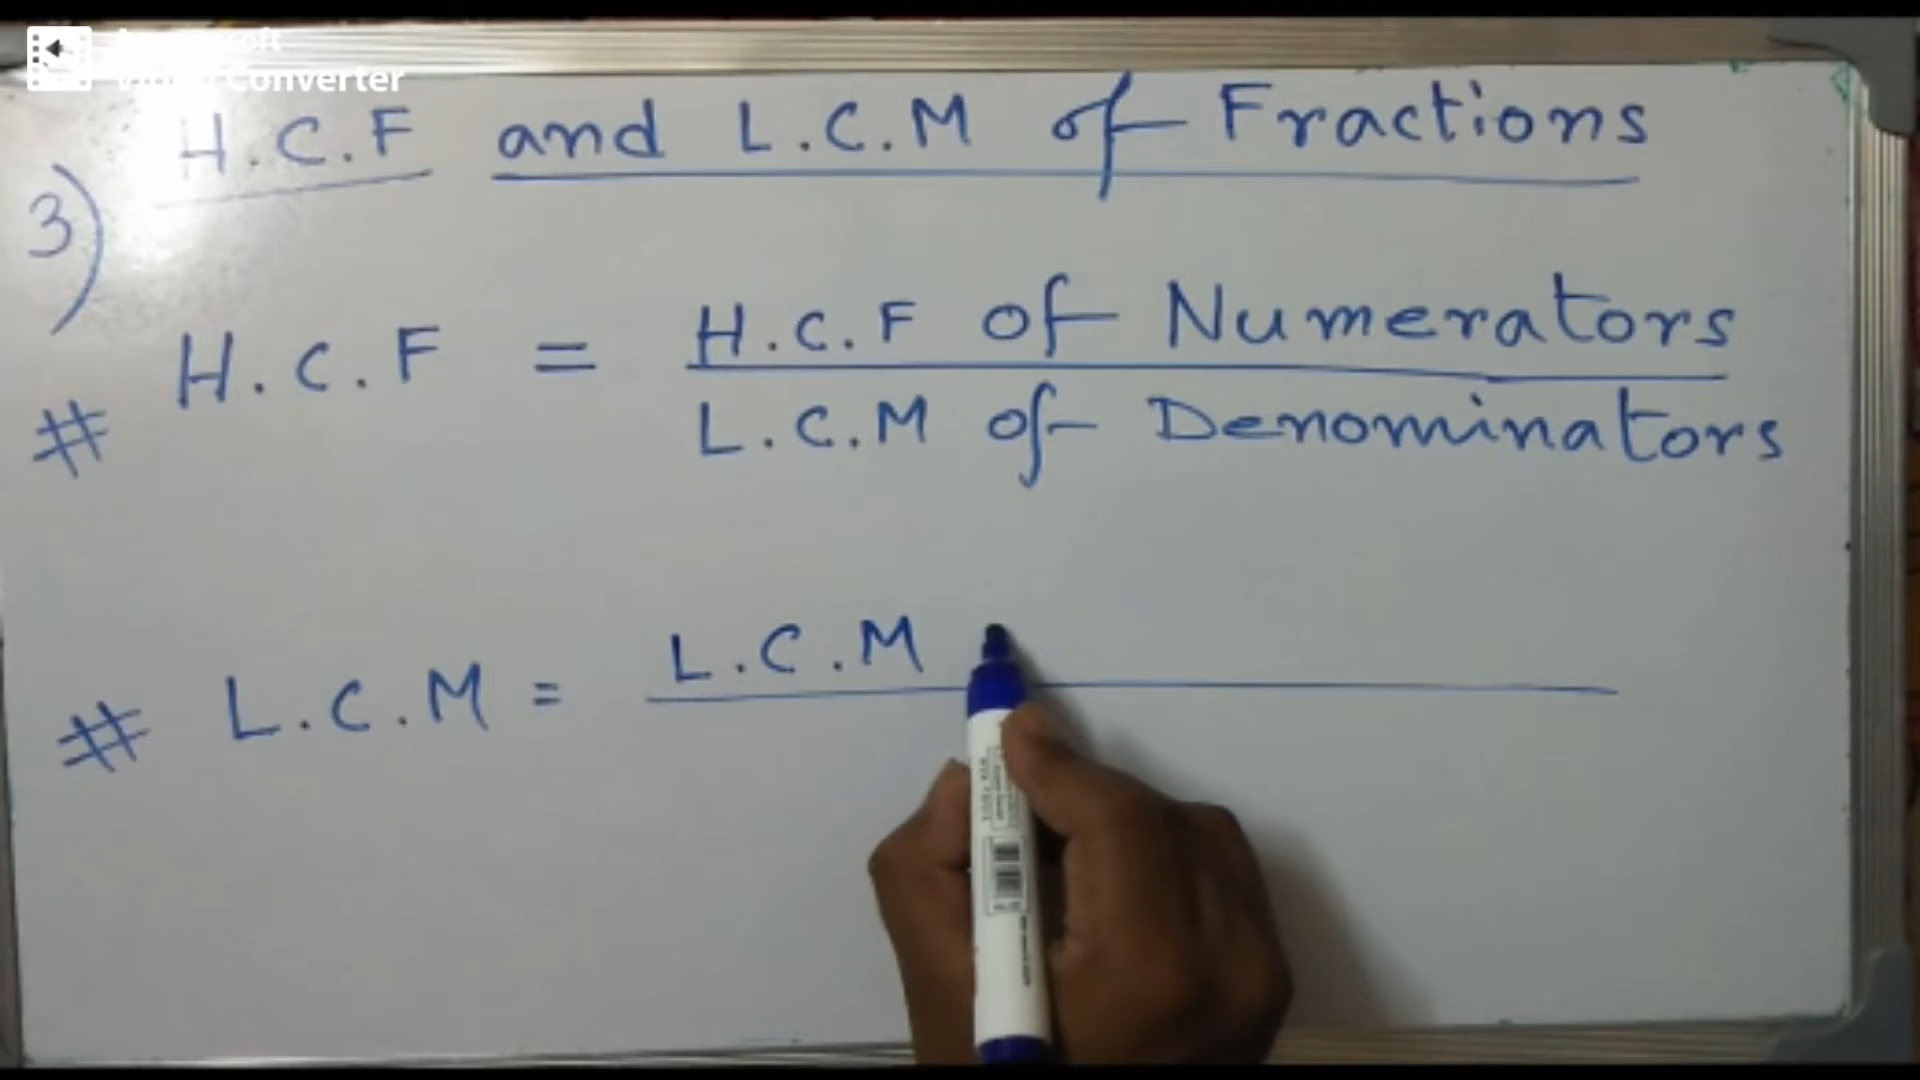 Video Converter
H.C.F and L.C.M of Fractions
3)
# H.C.F = H.C.F of Numerators
L.C.M of Denominators
# L.C.M = L.C.M